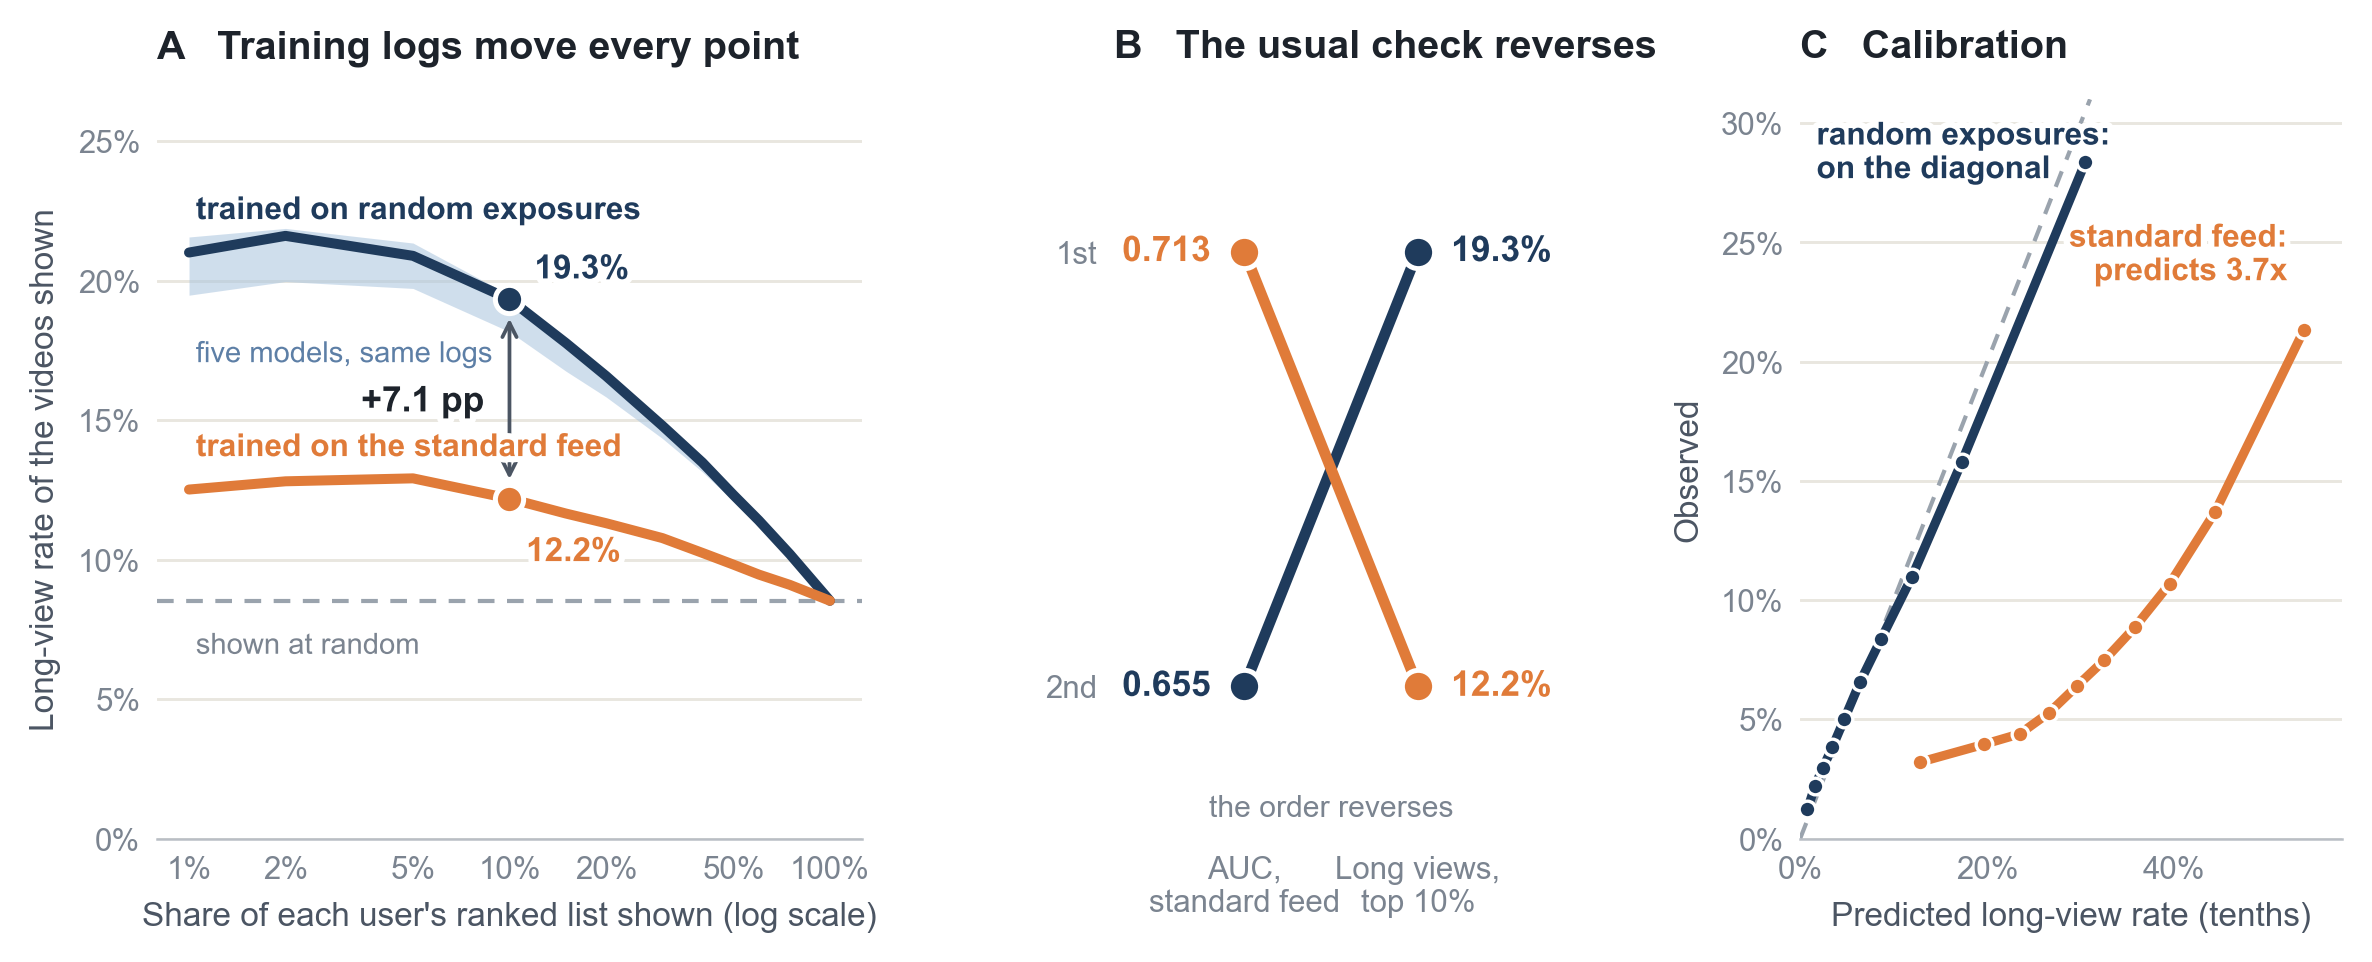 A Training logs move every point
25%
20%
15%
10%
5%
0%
Long-view rate of the videos shown
trained on random exposures
19.3%
five models, same logs
+7.1 pp
trained on the standard feed
12.2%
shown at random
1% 2% 5% 10% 20% 50% 100%
Share of each user's ranked list shown (log scale)
B The usual check reverses
1st 0.713 19.3%
2nd 0.655 12.2%
the order reverses
AUC,
standard feed
Long views,
top 10%
C Calibration
30%
25%
20%
15%
10%
5%
0%
Observed
random exposures:
on the diagonal
standard feed:
predicts 3.7x
0% 20% 40%
Predicted long-view rate (tenths)